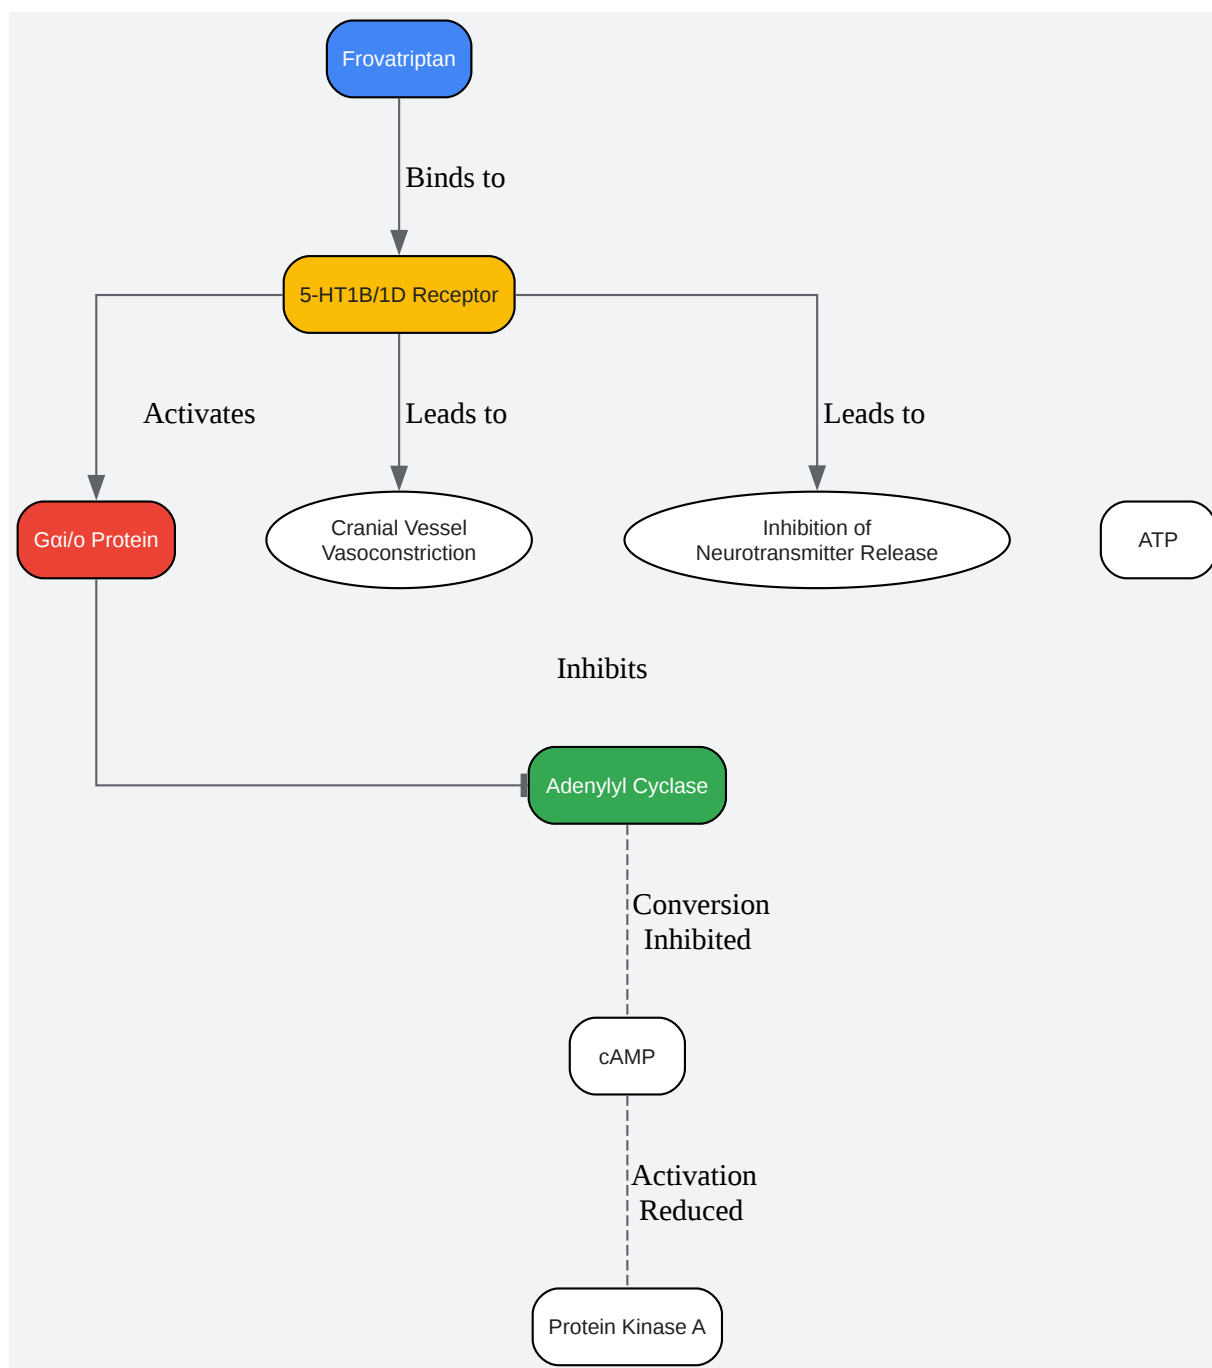 Frovatriptan
Binds to
5-HT1B/1D Receptor
Activates
Leads to
Leads to
Gαi/o Protein
Cranial Vessel
Vasoconstriction
Inhibition of
Neurotransmitter Release
ATP
Inhibits
Adenylyl Cyclase
Conversion
Inhibited
cAMP
Activation
Reduced
Protein Kinase A